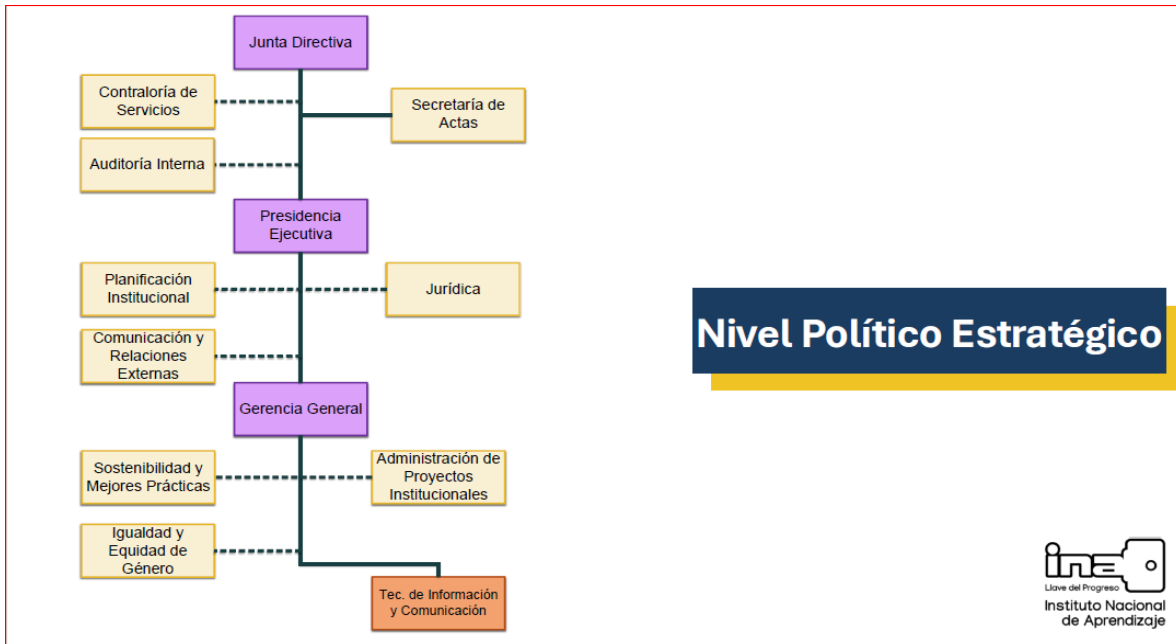 Junta Directiva
Contraloría de
Servicios
Secretaría de
Actas
Auditoría Interna
Presidencia
Ejecutiva
Planificación
Institucional
Jurídica
Comunicación y
Relaciones
Externas
Gerencia General
Sostenibilidad y
Mejores Prácticas
Administración de
Proyectos
Institucionales
Igualdad y
Equidad de
Género
Tec. de Información
y Comunicación
Nivel Político Estratégico
ina
Llave del Progreso
Instituto Nacional
de Aprendizaje